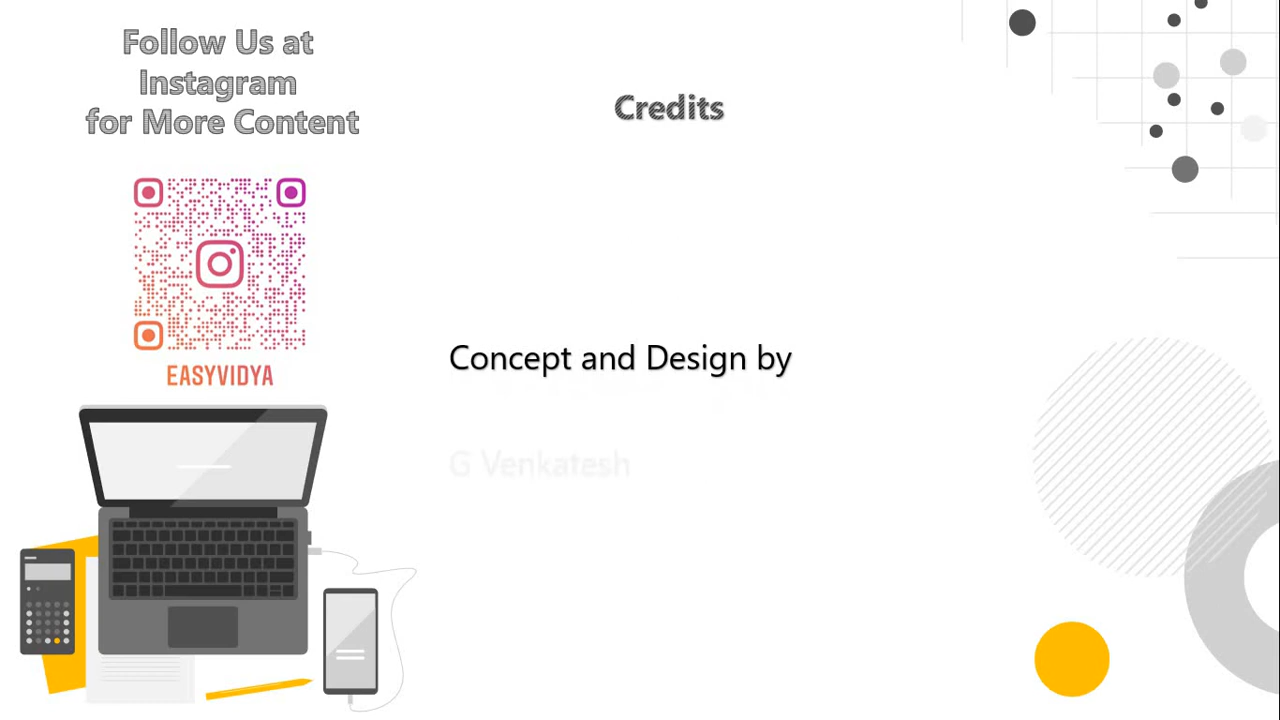 Follow Us at
Instagram
for More Content
EASYVIDYA
Credits
Concept and Design by
G Venkatesh